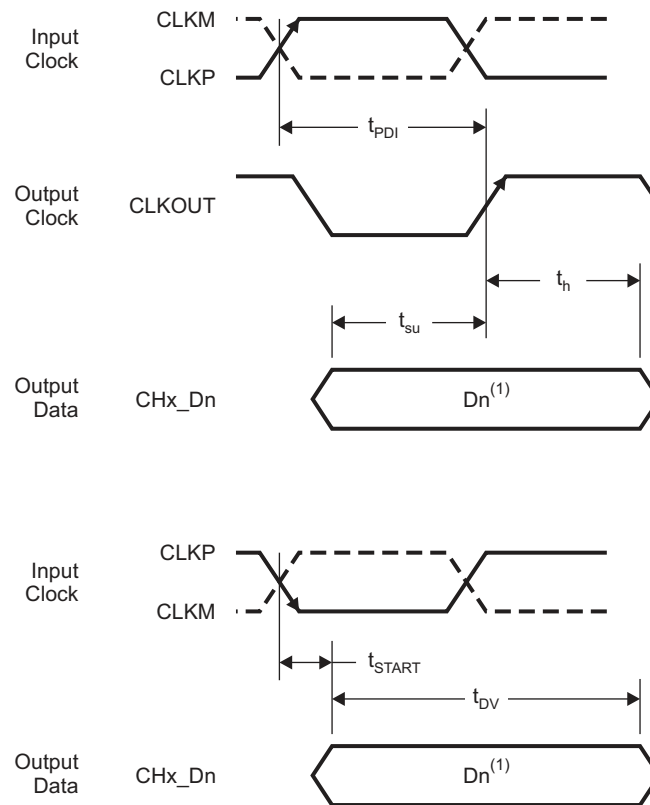 CLKM
Input
Clock
CLKP
t_PDI
Output
Clock
CLKOUT
t_h
t_su
Output
Data
CHx_Dn
Dn^(1)
CLKP
Input
Clock
CLKM
t_START
t_DV
Output
Data
CHx_Dn
Dn^(1)